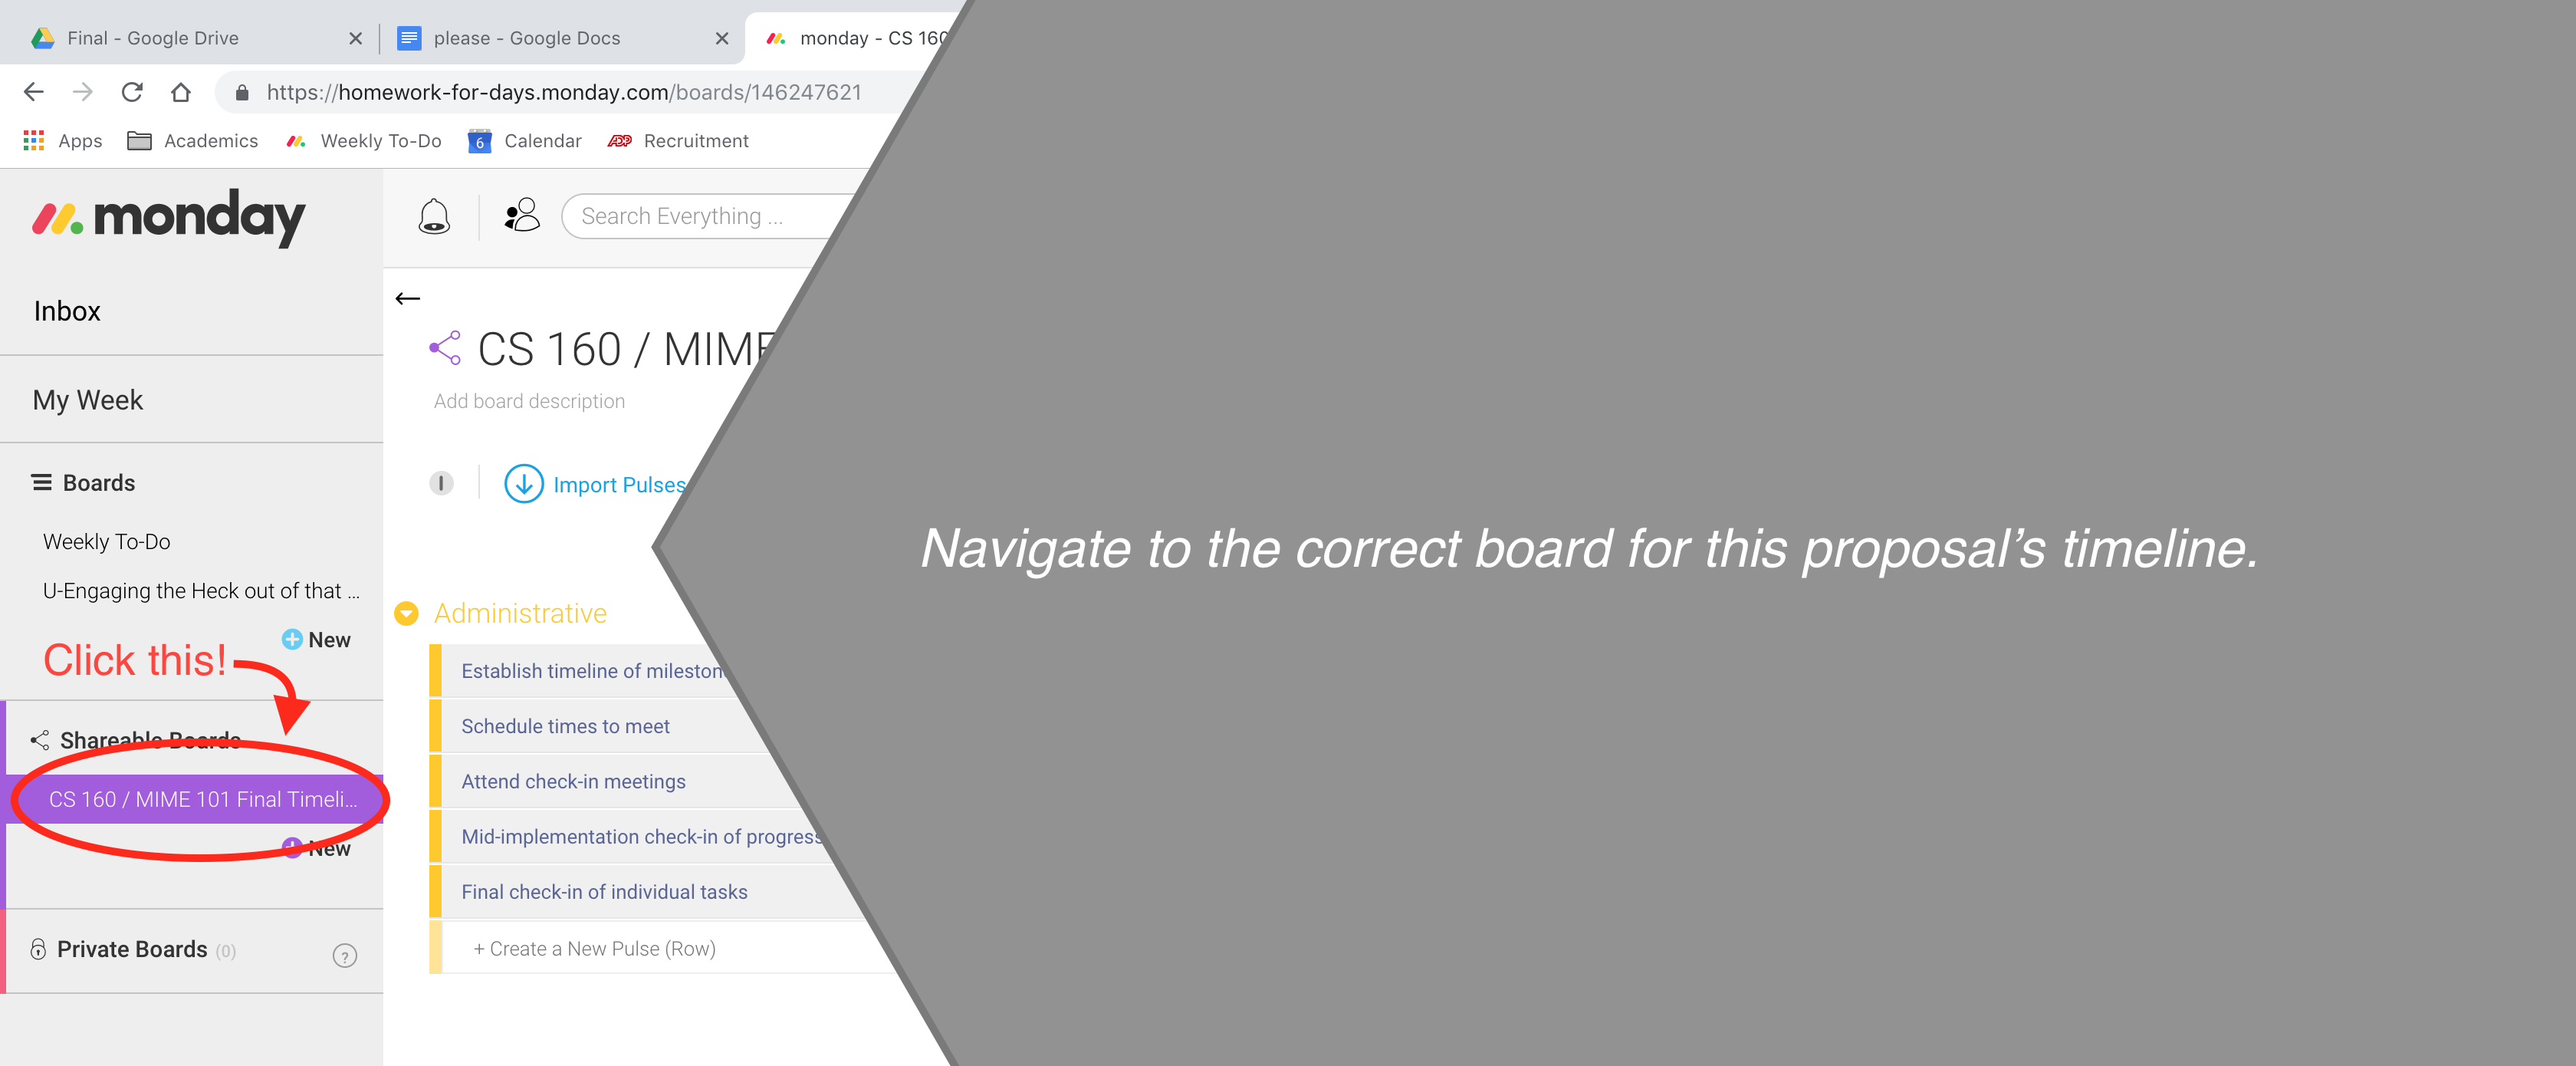 Final - Google Drive
please - Google Docs
monday - CS 160
https://homework-for-days.monday.com/boards/146247621
Apps
Academics
Weekly To-Do
6
Calendar
ADP
Recruitment
monday
Search Everything ...
Inbox
CS 160 / MIME
My Week
Add board description
Boards
Import Pulses
Weekly To-Do
U-Engaging the Heck out of that ...
New
Click this!
Shareable Boards
CS 160 / MIME 101 Final Timeli...
New
Private Boards (0)
?
Administrative
Establish timeline of mileston
Schedule times to meet
Attend check-in meetings
Mid-implementation check-in of progress
Final check-in of individual tasks
+ Create a New Pulse (Row)
Navigate to the correct board for this proposal's timeline.